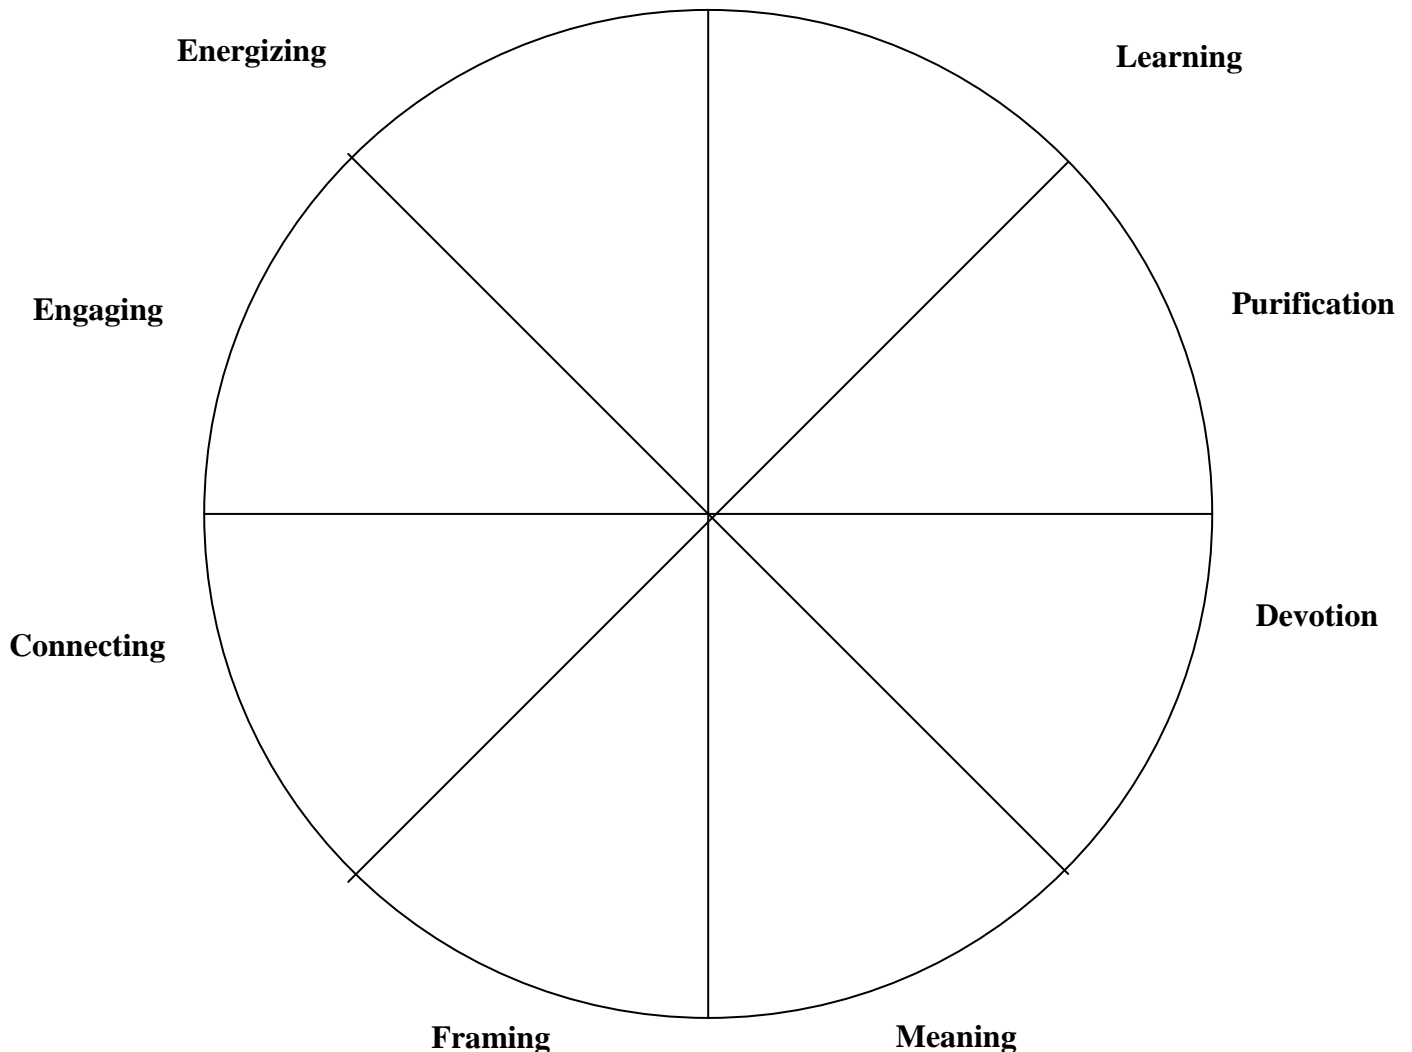 Energizing
Learning
Purification
Engaging
Devotion
Connecting
Framing
Meaning